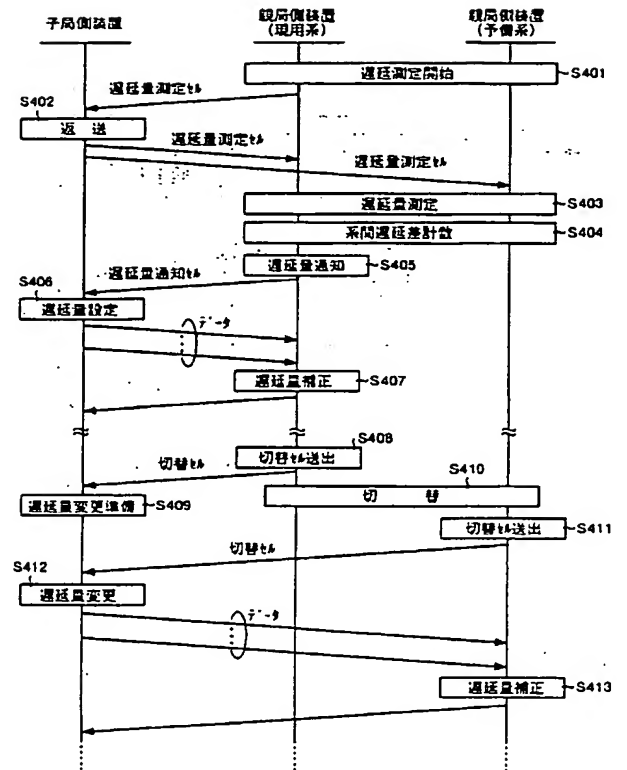 子局側装置
親局側装置
(現用系)
親局側装置
(予備系)
遅延測定開始
S401
遅延量測定セル
S402
返送
遅延量測定セル
遅延量測定セル
遅延量測定
S403
系間遅延差計数
S404
遅延量通知
S405
遅延量通知セル
S406
遅延量設定
データ
遅延量補正
S407
切替セル送出
S408
切替セル
遅延量変更準備
S409
S410
切替
切替セル送出
S411
切替セル
S412
遅延量変更
データ
遅延量補正
S413